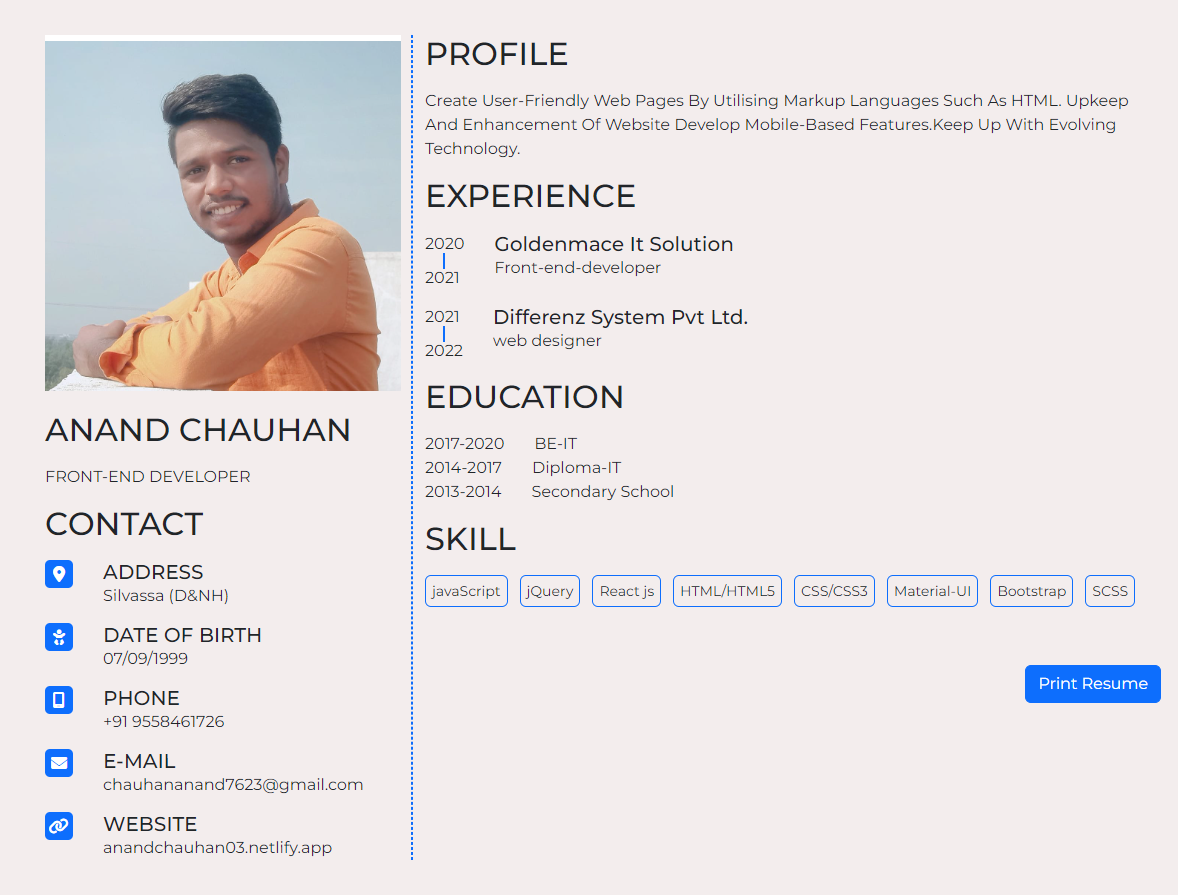 ANAND CHAUHAN
FRONT-END DEVELOPER
CONTACT
ADDRESS
Silvassa (D&NH)
DATE OF BIRTH
07/09/1999
PHONE
+91 9558461726
E-MAIL
chauhananand7623@gmail.com
WEBSITE
anandchauhan03.netlify.app
PROFILE
Create User-Friendly Web Pages By Utilising Markup Languages Such As HTML. Upkeep
And Enhancement Of Website Develop Mobile-Based Features.Keep Up With Evolving
Technology.
EXPERIENCE
2020 Goldenmace It Solution
Front-end-developer
2021
2021 Differenz System Pvt Ltd.
web designer
2022
EDUCATION
2017-2020 BE-IT
2014-2017 Diploma-IT
2013-2014 Secondary School
SKILL
javaScript jQuery React js HTML/HTML5 CSS/CSS3 Material-UI Bootstrap SCSS
Print Resume